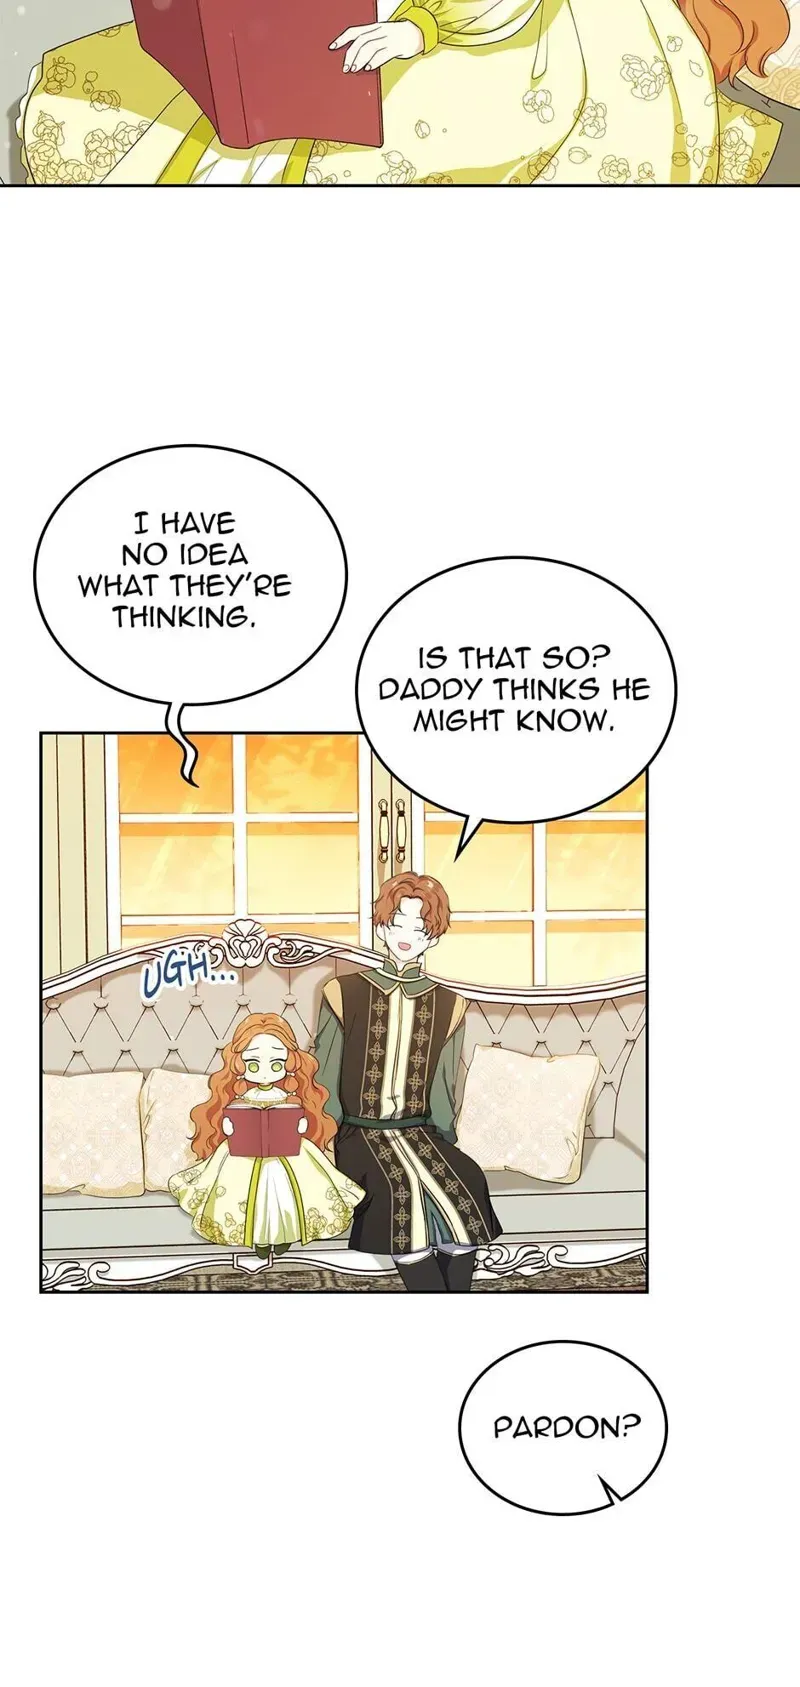 I HAVE
NO IDEA
WHAT THEY'RE
THINKING.
IS THAT SO?
DADDY THINKS HE
MIGHT KNOW.
UGH...
PARDON?